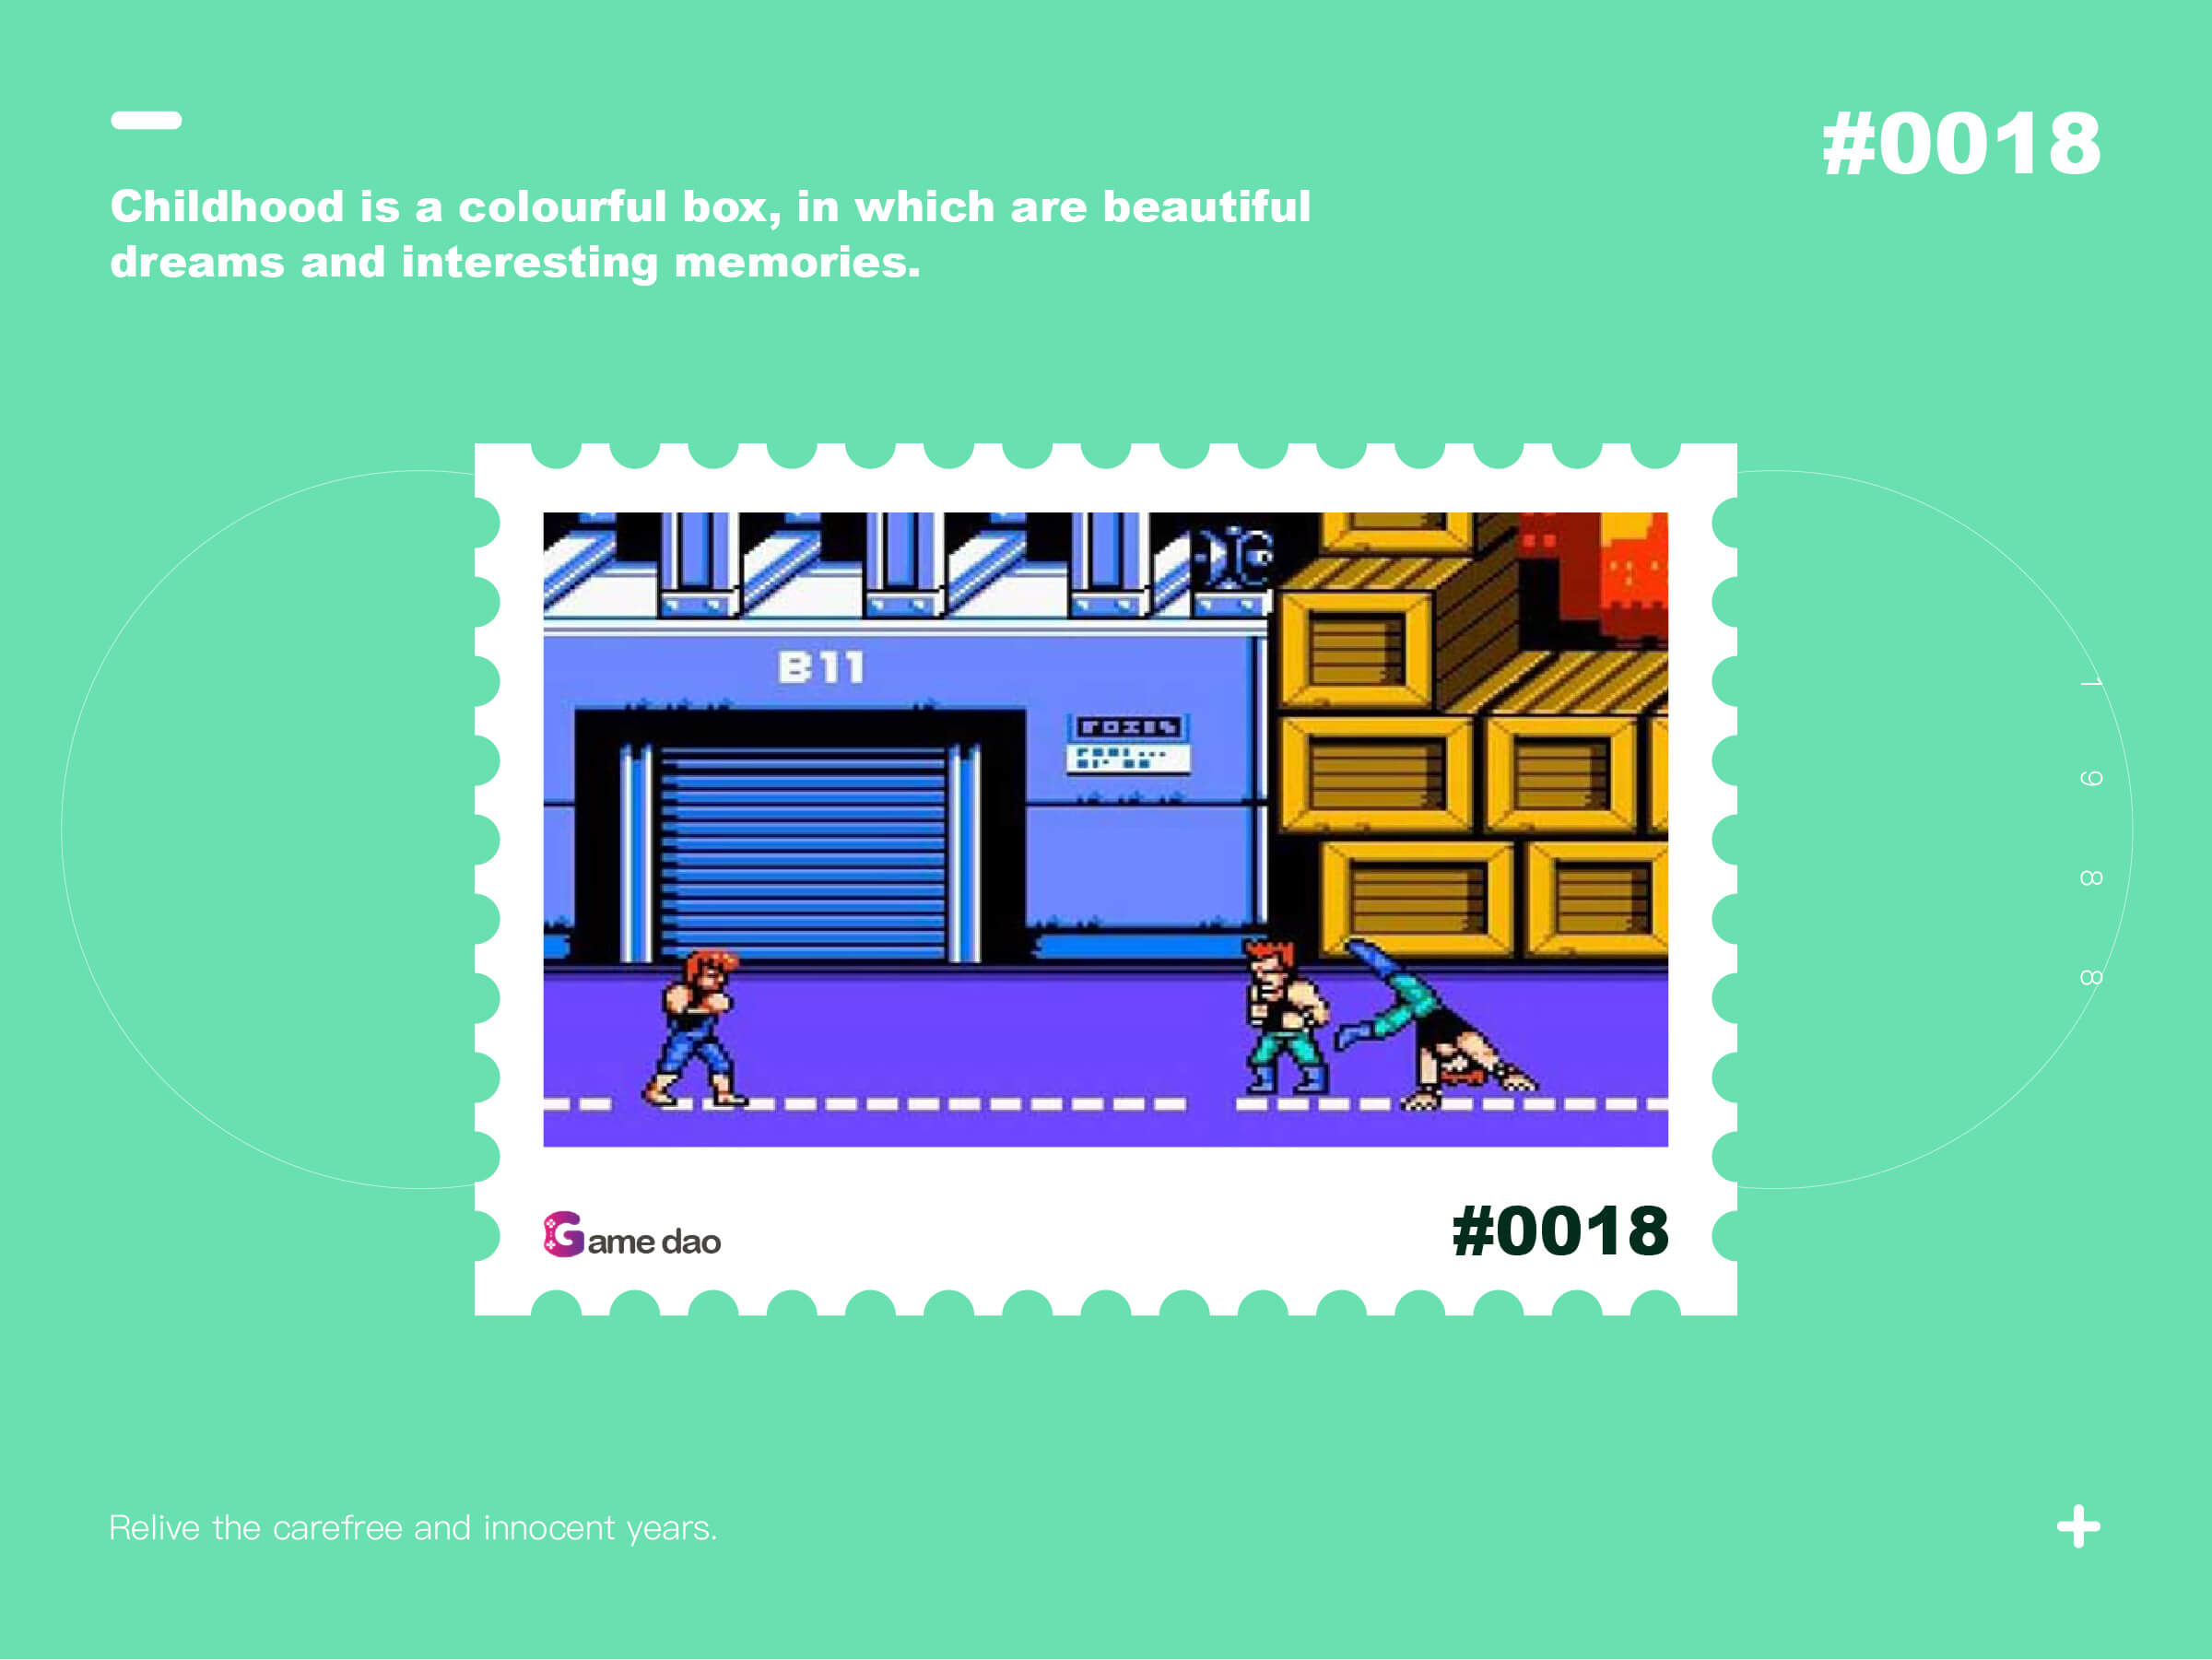 #0018
Childhood is a colourful box, in which are beautiful
dreams and interesting memories.
B11
1
9
8
8
Game dao
#0018
Relive the carefree and innocent years.